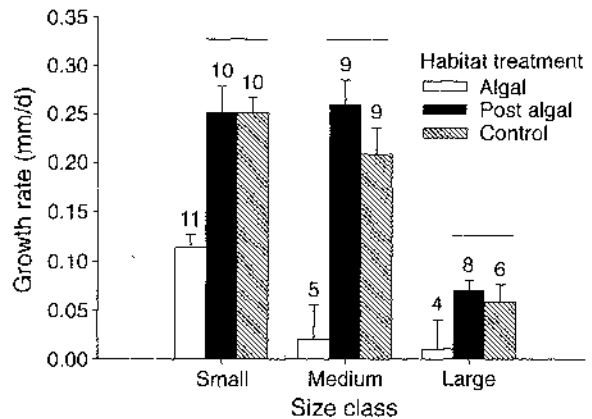 0.35
0.30
0.25
0.20
0.15
0.10
0.05
0.00
Growth rate (mm/d)
11
10
10
5
9
9
4
8
6
Habitat treatment
Algal
Post algal
Control
Small
Medium
Large
Size class